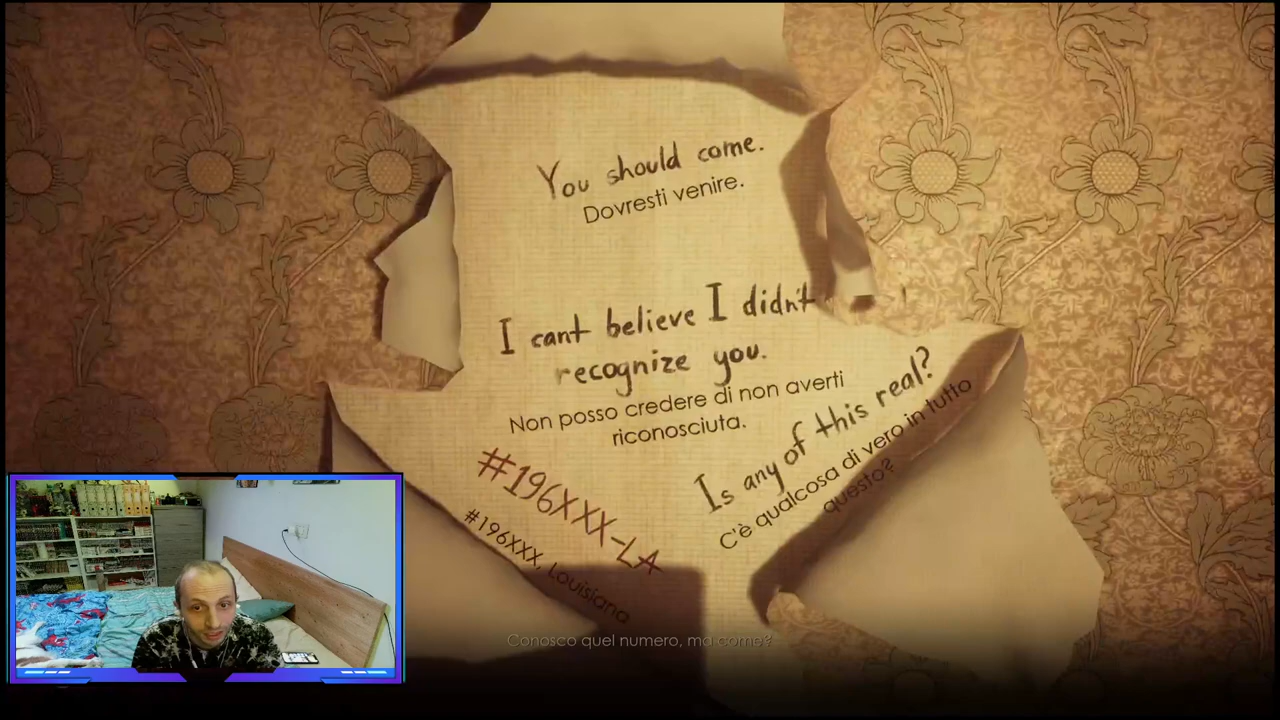 You should come.
Dovresti venire.
I cant believe I didn't
recognize you.
Non posso credere di non averti
riconosciuta.
Is any of this real?
C'è qualcosa di vero in tutto
questo?
#196XXX-LA
#196XXX, Louisiana
Conosco quel numero, ma come?